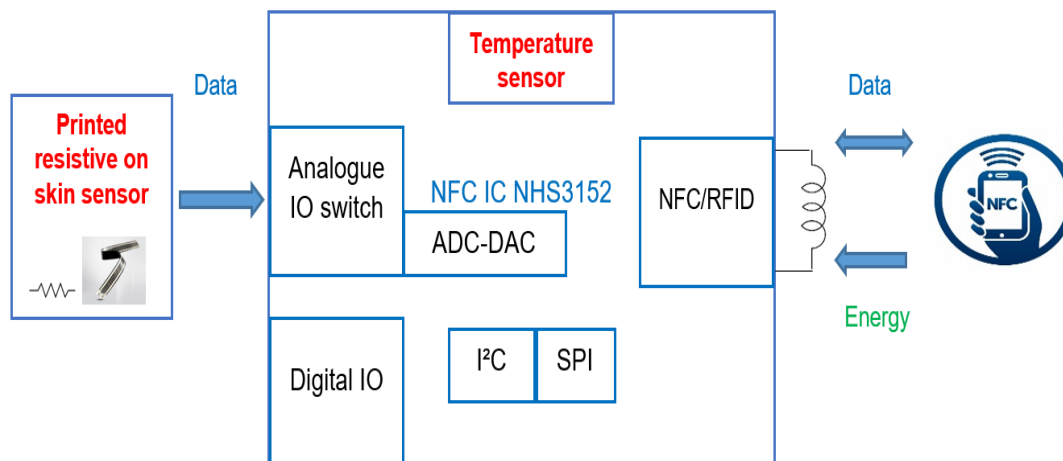 Temperature
sensor
Data
Data
Printed
resistive on
skin sensor
Analogue
IO switch
NFC IC NHS3152
ADC-DAC
NFC/RFID
NFC
Energy
Digital IO
I²C
SPI